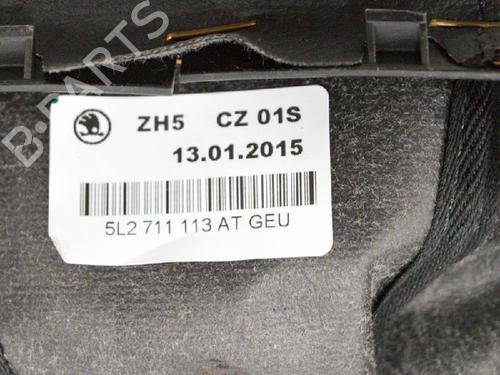 B-PARTS
ZH5 CZ 01S
13.01.2015
5L2 711 113 AT GEU